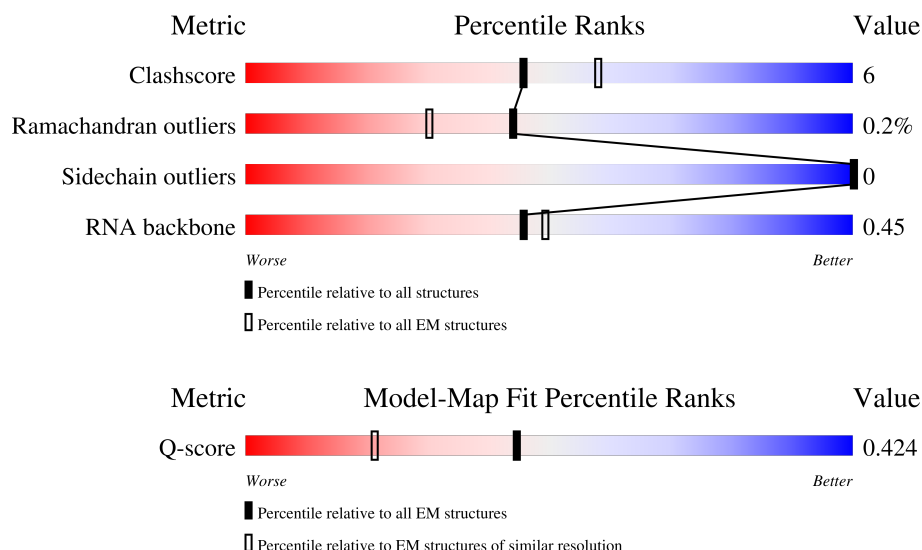 Metric Percentile Ranks Value
Clashscore 6
Ramachandran outliers 0.2%
Sidechain outliers 0
RNA backbone 0.45
Worse Better
Percentile relative to all structures
Percentile relative to all EM structures
Metric Model-Map Fit Percentile Ranks Value
Q-score 0.424
Worse Better
Percentile relative to all EM structures
Percentile relative to EM structures of similar resolution